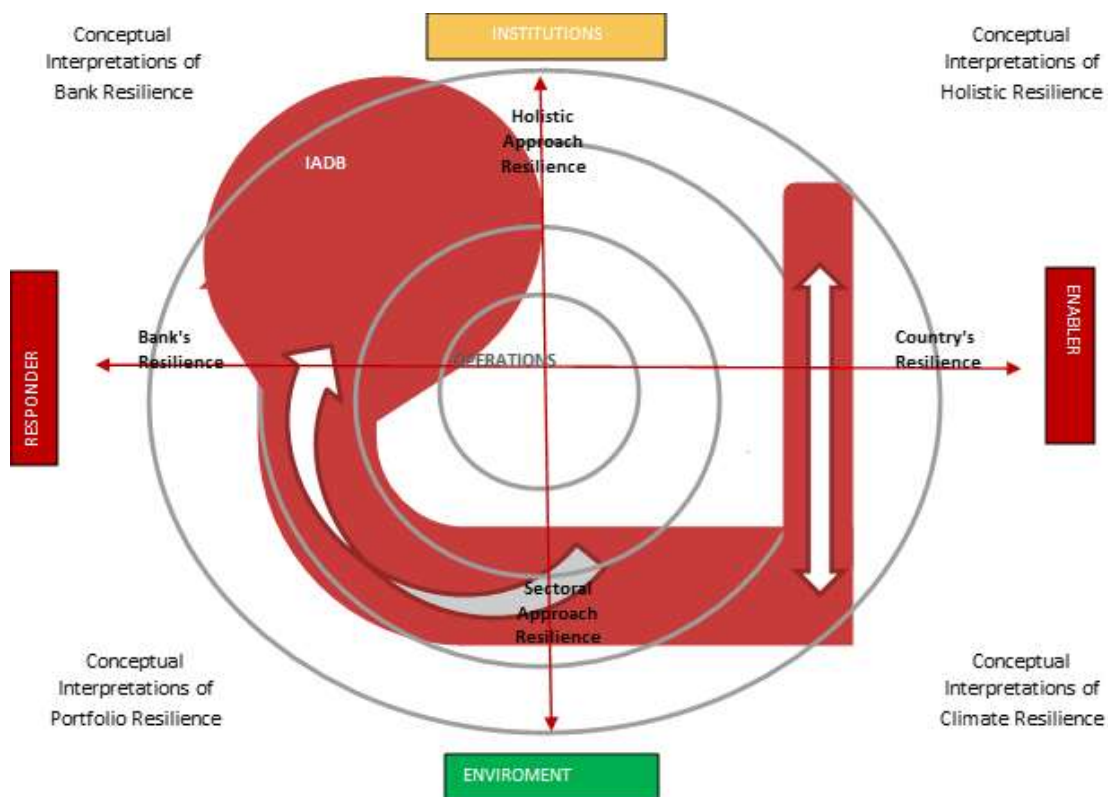 Conceptual
Interpretations of
Bank Resilience
INSTITUTIONS
Conceptual
Interpretations of
Holistic Resilience
Holistic
Approach
Resilience
IADB
RESPONDER
Bank's
Resilience
OPERATIONS
Country's
Resilience
ENABLER
Sectoral
Approach
Resilience
Conceptual
Interpretations of
Portfolio Resilience
Conceptual
Interpretations of
Climate Resilience
ENVIROMENT